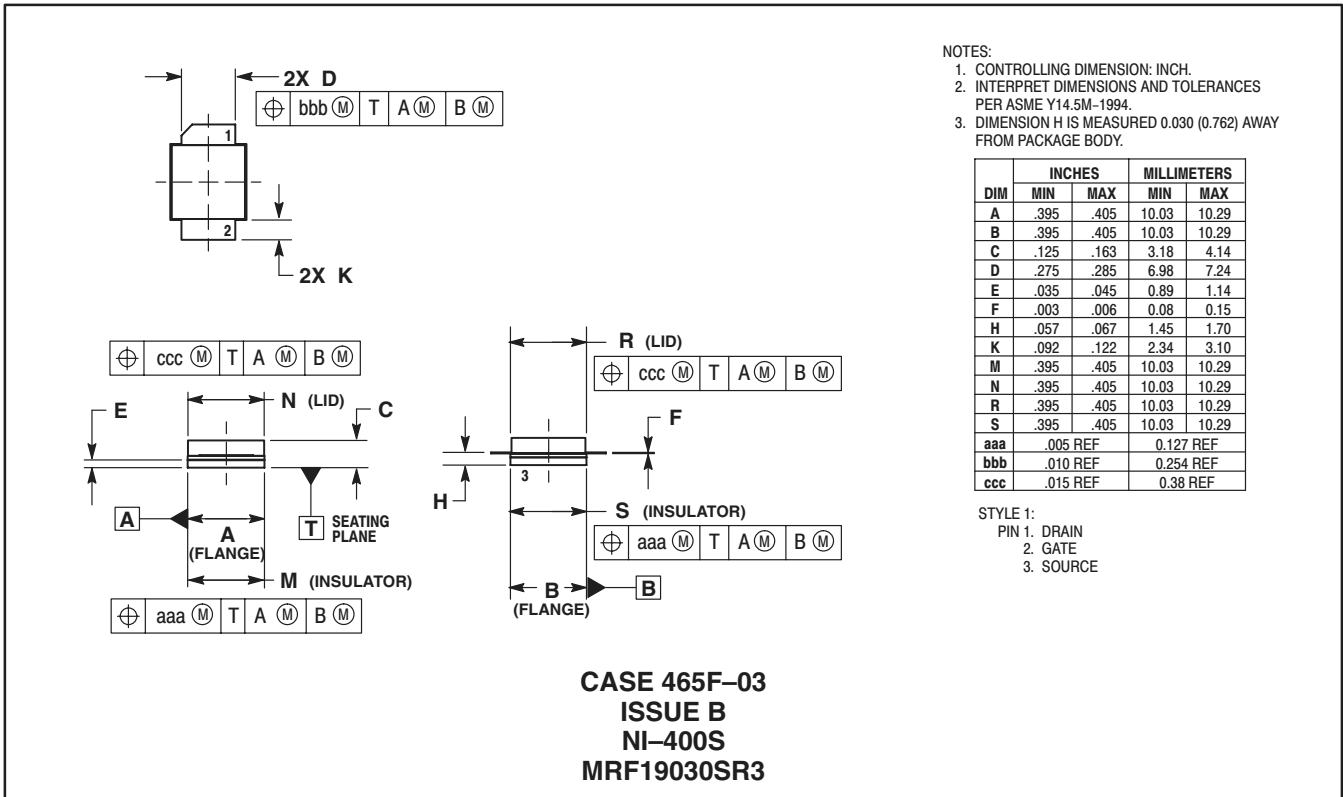 2X D
⌖ bbb Ⓜ T A Ⓜ B Ⓜ
1
2
2X K
⌖ ccc Ⓜ T A Ⓜ B Ⓜ
N (LID)
E
C
A
A
(FLANGE)
T SEATING
PLANE
M (INSULATOR)
⌖ aaa Ⓜ T A Ⓜ B Ⓜ
R (LID)
⌖ ccc Ⓜ T A Ⓜ B Ⓜ
F
H
3
S (INSULATOR)
⌖ aaa Ⓜ T A Ⓜ B Ⓜ
B
(FLANGE)
B
NOTES:
1. CONTROLLING DIMENSION: INCH.
2. INTERPRET DIMENSIONS AND TOLERANCES
PER ASME Y14.5M–1994.
3. DIMENSION H IS MEASURED 0.030 (0.762) AWAY
FROM PACKAGE BODY.
INCHES MILLIMETERS
DIM MIN MAX MIN MAX
A .395 .405 10.03 10.29
B .395 .405 10.03 10.29
C .125 .163 3.18 4.14
D .275 .285 6.98 7.24
E .035 .045 0.89 1.14
F .003 .006 0.08 0.15
H .057 .067 1.45 1.70
K .092 .122 2.34 3.10
M .395 .405 10.03 10.29
N .395 .405 10.03 10.29
R .395 .405 10.03 10.29
S .395 .405 10.03 10.29
aaa .005 REF 0.127 REF
bbb .010 REF 0.254 REF
ccc .015 REF 0.38 REF
STYLE 1:
PIN 1. DRAIN
2. GATE
3. SOURCE
CASE 465F–03
ISSUE B
NI–400S
MRF19030SR3